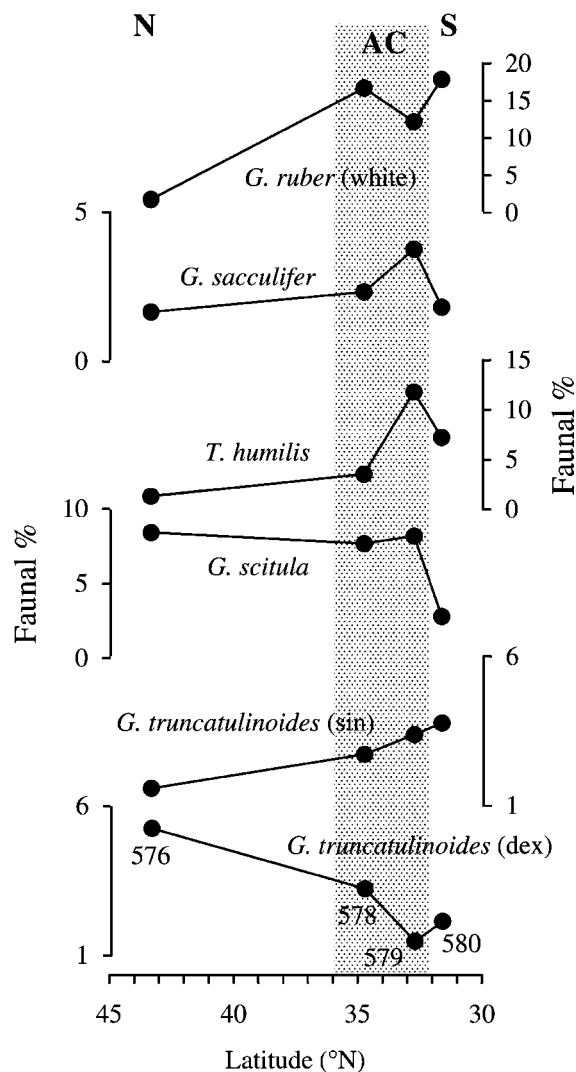 N
AC
S
20
15
10
5
0
G. ruber (white)
5
0
G. sacculifer
15
10
5
0
Faunal %
T. humilis
10
5
0
Faunal %
G. scitula
6
1
G. truncatulinoides (sin)
6
1
G. truncatulinoides (dex)
576
578
579
580
45 40 35 30
Latitude (°N)